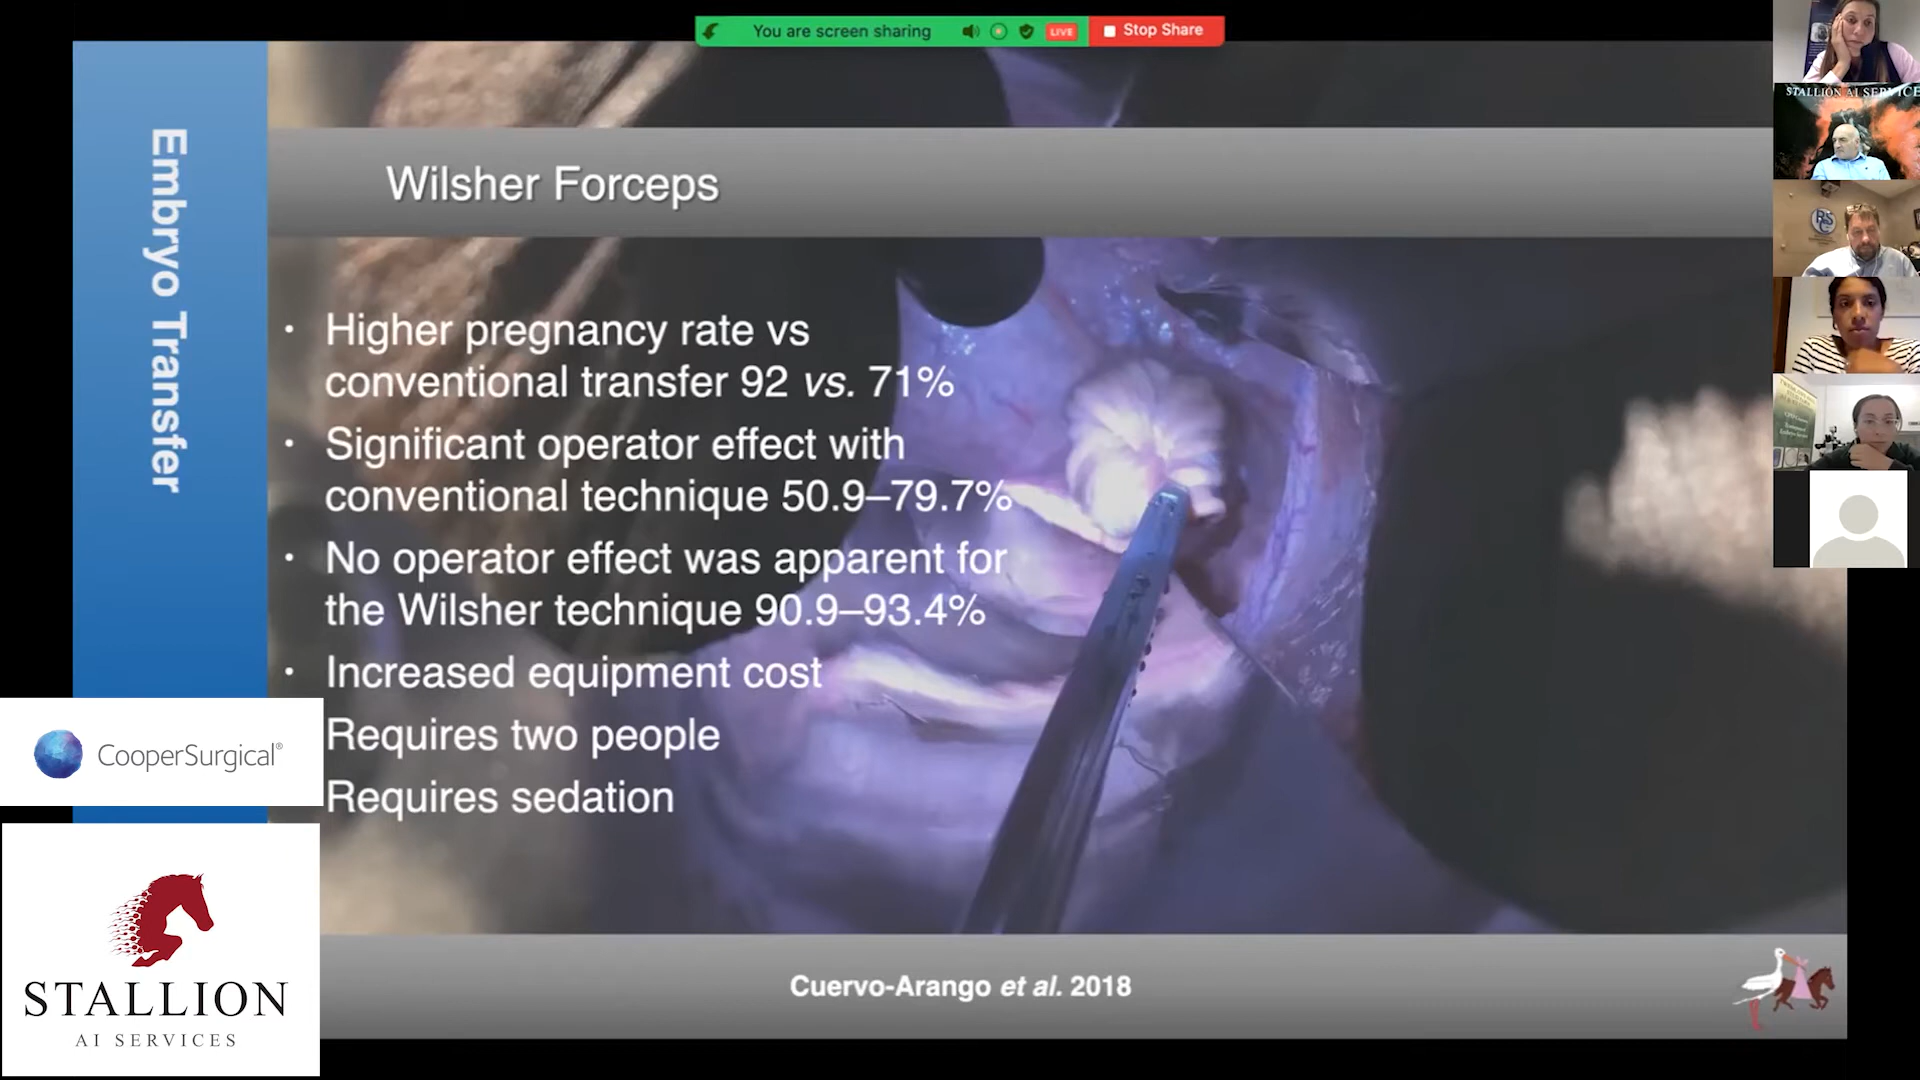 You are screen sharing
LIVE
Stop Share
STALLION AI SERVICE
Embryo Transfer
Wilsher Forceps
• Higher pregnancy rate vs
conventional transfer 92 vs. 71%
• Significant operator effect with
conventional technique 50.9–79.7%
• No operator effect was apparent for
the Wilsher technique 90.9–93.4%
• Increased equipment cost
Requires two people
Requires sedation
CooperSurgical®
STALLION
AI SERVICES
Cuervo-Arango et al. 2018